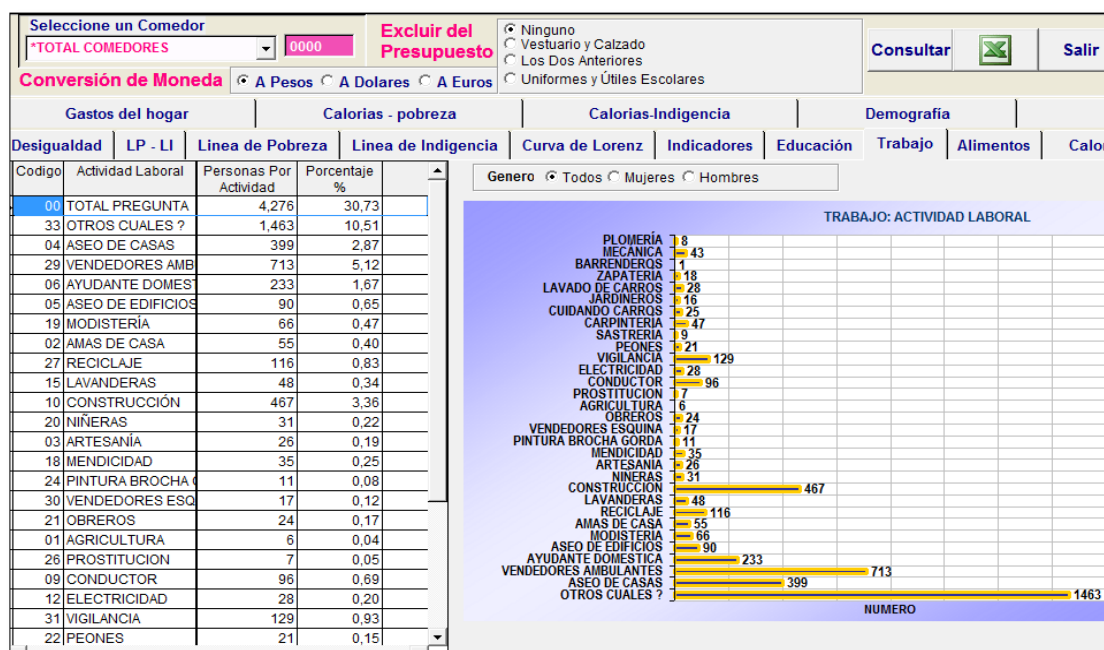 Seleccione un Comedor
*TOTAL COMEDORES
0000
Excluir del
Presupuesto
Ninguno
Vestuario y Calzado
Los Dos Anteriores
Uniformes y Útiles Escolares
Consultar
Salir
Conversión de Moneda
A Pesos A Dolares A Euros
Gastos del hogar Calorias - pobreza Calorias-Indigencia Demografía
Desigualdad LP - LI Linea de Pobreza Linea de Indigencia Curva de Lorenz Indicadores Educación Trabajo Alimentos Calor
Codigo Actividad Laboral Personas Por Actividad Porcentaje %
00 TOTAL PREGUNTA 4,276 30,73
33 OTROS CUALES ? 1,463 10,51
04 ASEO DE CASAS 399 2,87
29 VENDEDORES AMB 713 5,12
06 AYUDANTE DOMEST 233 1,67
05 ASEO DE EDIFICIOS 90 0,65
19 MODISTERÍA 66 0,47
02 AMAS DE CASA 55 0,40
27 RECICLAJE 116 0,83
15 LAVANDERAS 48 0,34
10 CONSTRUCCIÓN 467 3,36
20 NIÑERAS 31 0,22
03 ARTESANÍA 26 0,19
18 MENDICIDAD 35 0,25
24 PINTURA BROCHA 11 0,08
30 VENDEDORES ESQ 17 0,12
21 OBREROS 24 0,17
01 AGRICULTURA 6 0,04
26 PROSTITUCION 7 0,05
09 CONDUCTOR 96 0,69
12 ELECTRICIDAD 28 0,20
31 VIGILANCIA 129 0,93
22 PEONES 21 0,15
Genero Todos Mujeres Hombres
TRABAJO: ACTIVIDAD LABORAL
PLOMERÍA 8
MECÁNICA 43
BARRENDEROS 1
ZAPATERIA 18
LAVADO DE CARROS 28
JARDINEROS 16
CUIDANDO CARROS 25
CARPINTERIA 47
SASTRERIA 9
PEONES 21
VIGILANCIA 129
ELECTRICIDAD 28
CONDUCTOR 96
PROSTITUCION 7
AGRICULTURA 6
OBREROS 24
VENDEDORES ESQUINA 17
PINTURA BROCHA GORDA 11
MENDICIDAD 35
ARTESANIA 26
NIÑERAS 31
CONSTRUCCIÓN 467
LAVANDERAS 48
RECICLAJE 116
AMAS DE CASA 55
MODISTERIA 66
ASEO DE EDIFICIOS 90
AYUDANTE DOMESTICA 233
VENDEDORES AMBULANTES 713
ASEO DE CASAS 399
OTROS CUALES ? 1463
NUMERO